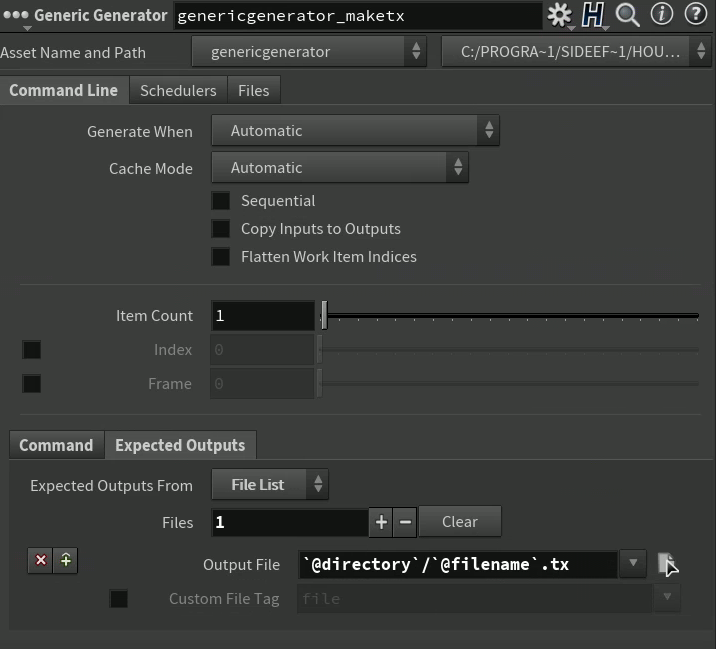 Generic Generator genericgenerator_maketx
Asset Name and Path genericgenerator C:/PROGRA~1/SIDEEF~1/HOU...
Command Line Schedulers Files
Generate When Automatic
Cache Mode Automatic
Sequential
Copy Inputs to Outputs
Flatten Work Item Indices
Item Count 1
Index 0
Frame 0
Command Expected Outputs
Expected Outputs From File List
Files 1 + − Clear
Output File `@directory`/`@filename`.tx
Custom File Tag file